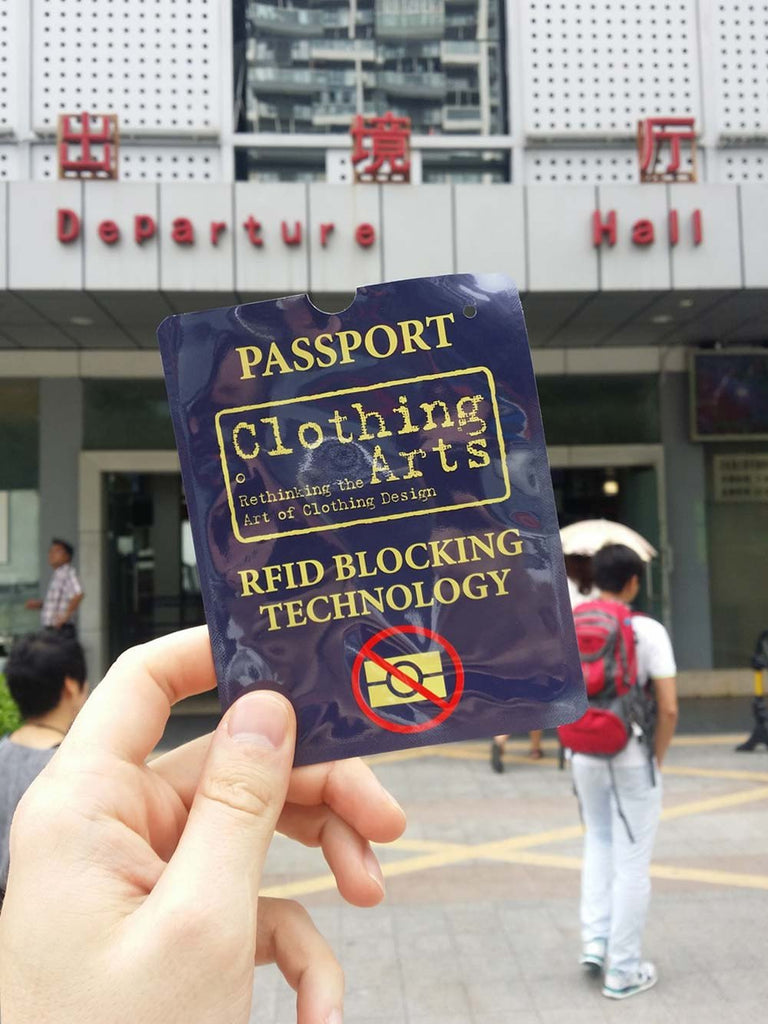 出境厅
Departure Hall
PASSPORT
Clothing
Arts
Rethinking the
Art of Clothing Design
RFID BLOCKING
TECHNOLOGY